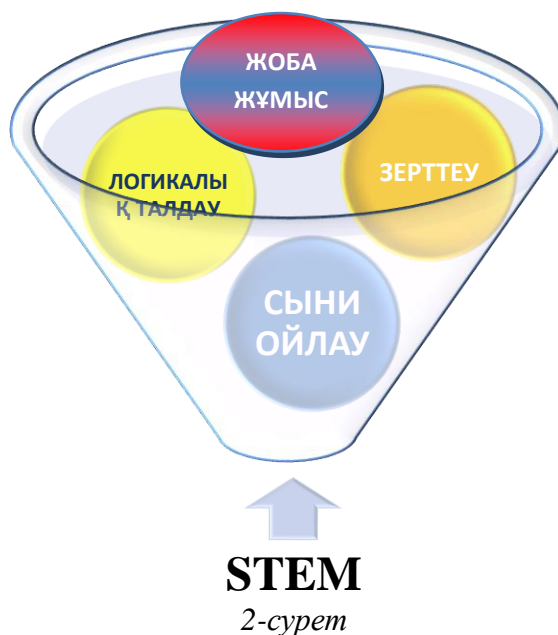 ЖОБА
ЖҰМЫС
ЛОГИКАЛЫ
Қ ТАЛДАУ
ЗЕРТТЕУ
СЫНИ
ОЙЛАУ
STEM
2-сурет